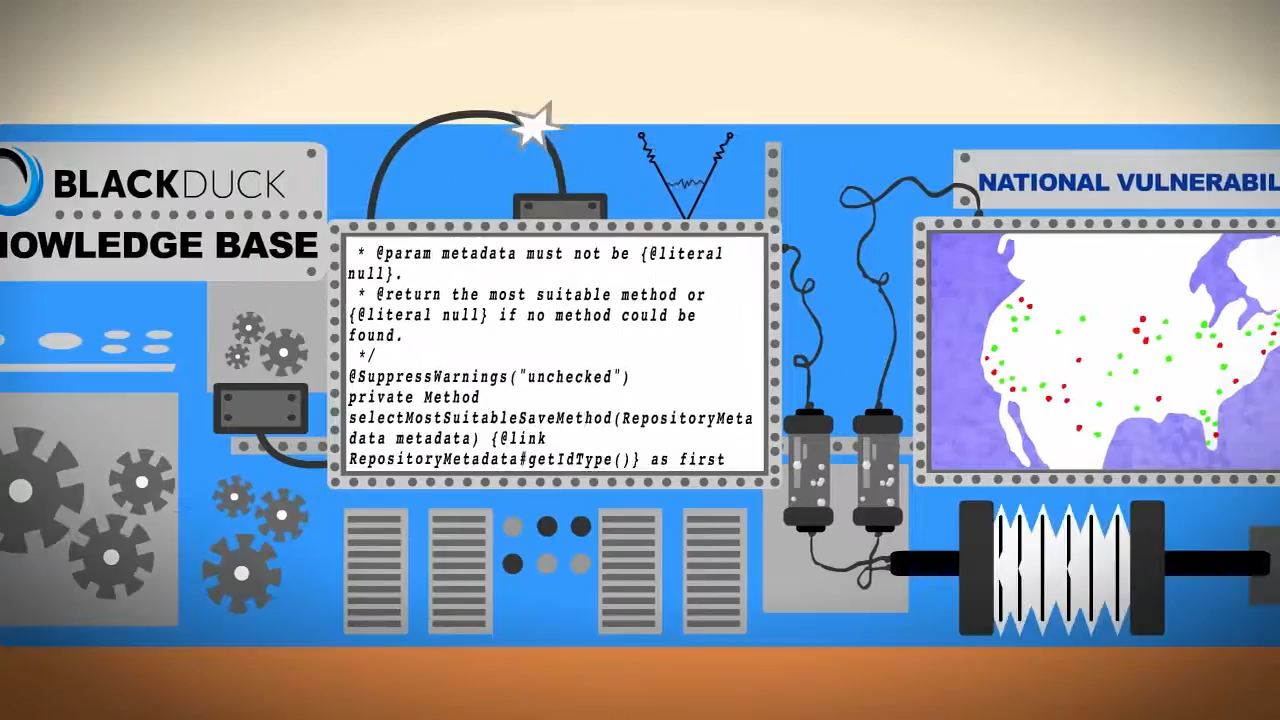 BLACKDUCK
NOWLEDGE BASE
* @param metadata must not be {@literal
null}.
* @return the most suitable method or
{@literal null} if no method could be
found.
*/
@SuppressWarnings("unchecked")
private Method
selectMostSuitableSaveMethod(RepositoryMeta
data metadata) {@link
RepositoryMetadata#getIdType()} as first
NATIONAL VULNERABIL